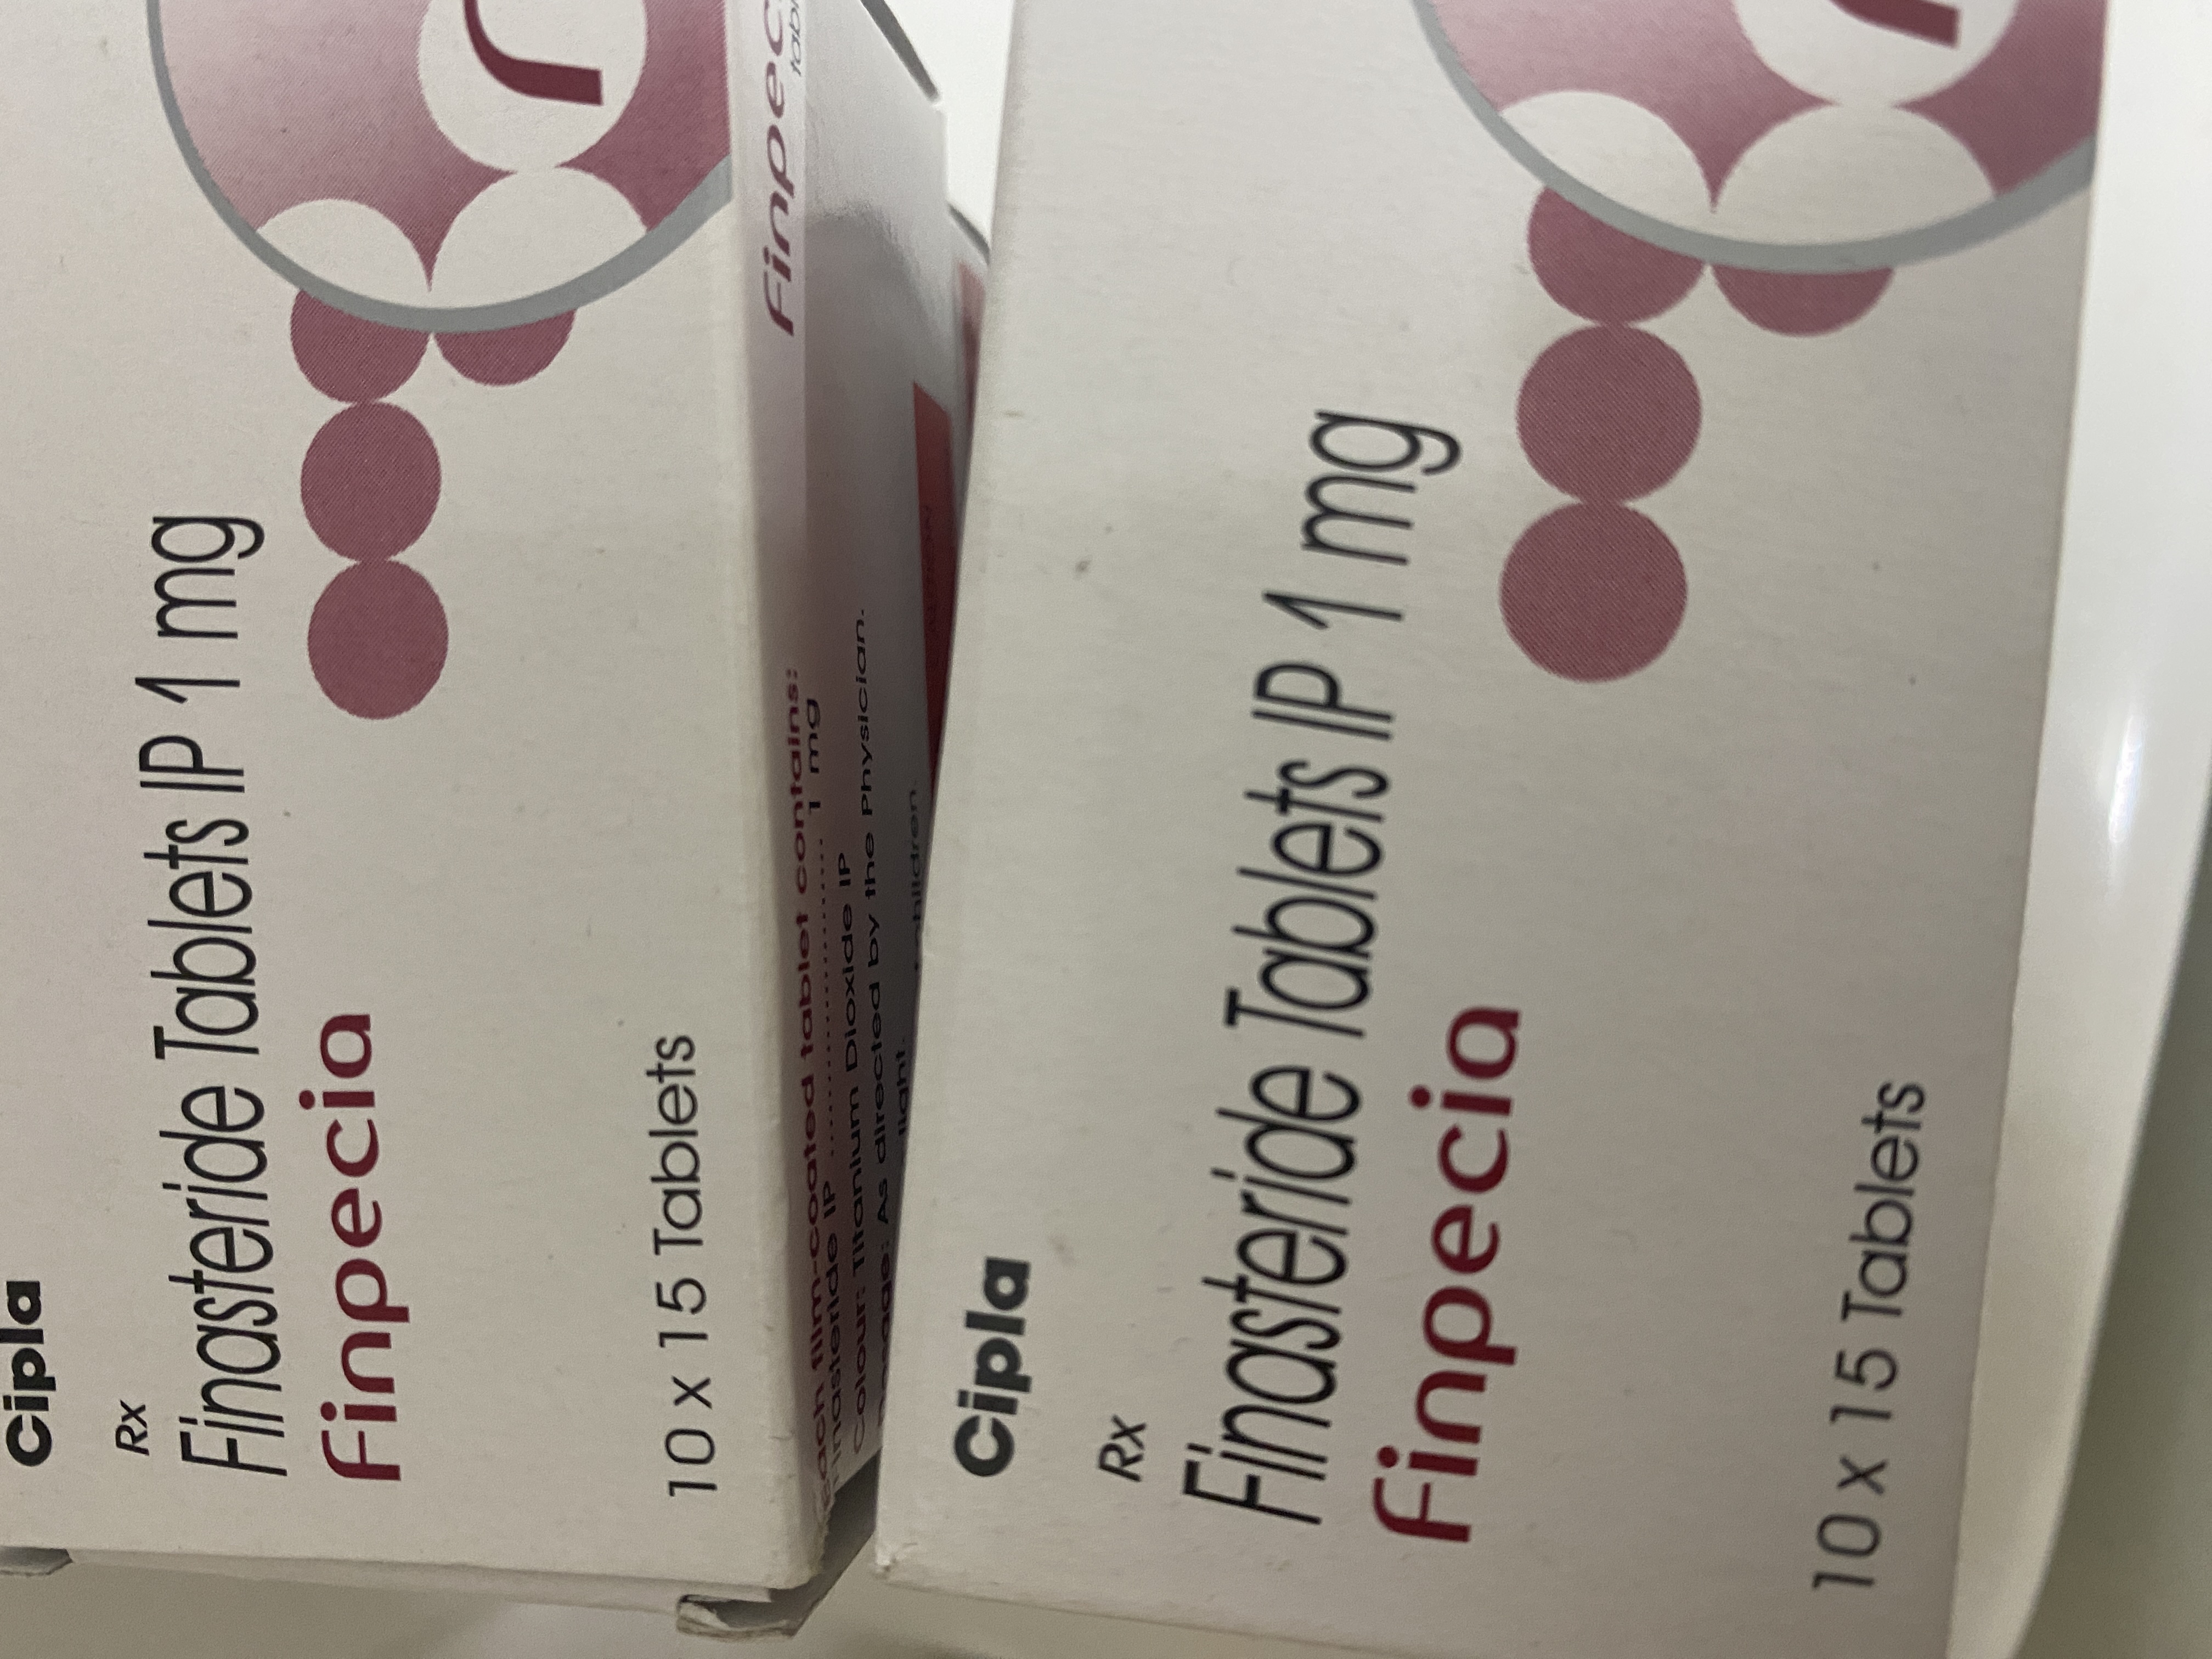 Cipla
Rx
Finasteride Tablets IP 1 mg
Finpecia
10 x 15 Tablets
Finpec
Each film-coated tablet contains:
Finasteride IP ........................ 1 mg
Colour: Titanium Dioxide IP
As directed by the Physician.
light.
children.
Cipla
Rx
Finasteride Tablets IP 1 mg
Finpecia
10 x 15 Tablets